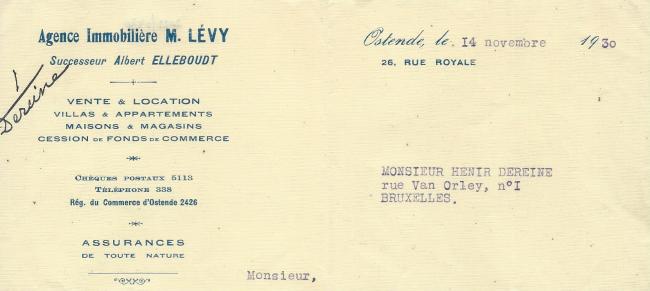 Agence Immobilière M. LÉVY
Successeur Albert ELLEBOUDT
1
Dereine
VENTE & LOCATION
VILLAS & APPARTEMENTS
MAISONS & MAGASINS
CESSION DE FONDS DE COMMERCE
CHÈQUES POSTAUX 5113
TÉLÉPHONE 338
Rég. du Commerce d'Ostende 2426
ASSURANCES
DE TOUTE NATURE
Ostende, le. 14 novembre 1930
26, RUE ROYALE
MONSIEUR HENIR DEREINE
rue Van Orley, n°I
BRUXELLES.
Monsieur,